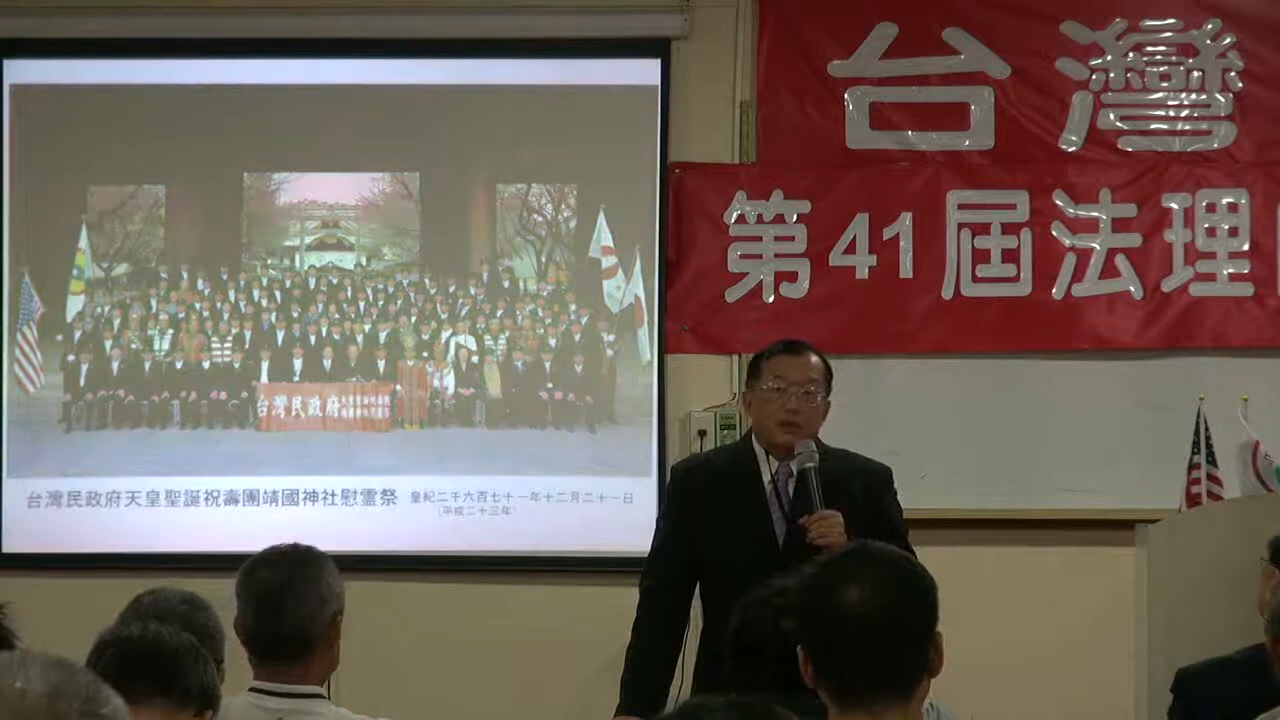 台灣
第41屆法理
台灣民政府
台灣民政府天皇聖誕祝壽團靖國神社慰霊祭 皇紀二千六百七十一年十二月二十一日
(平成二十三年)